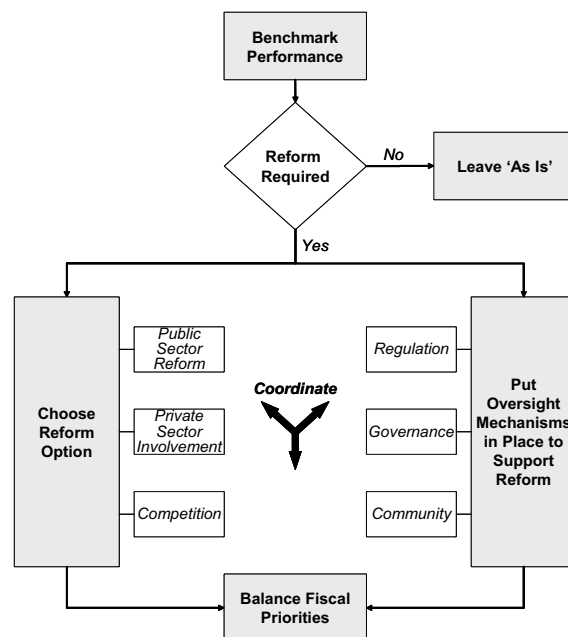 Benchmark
Performance
Reform
Required
No
Leave ‘As Is’
Yes
Choose
Reform
Option
Public
Sector
Reform
Private
Sector
Involvement
Competition
Coordinate
Regulation
Governance
Community
Put
Oversight
Mechanisms
in Place to
Support
Reform
Balance Fiscal
Priorities